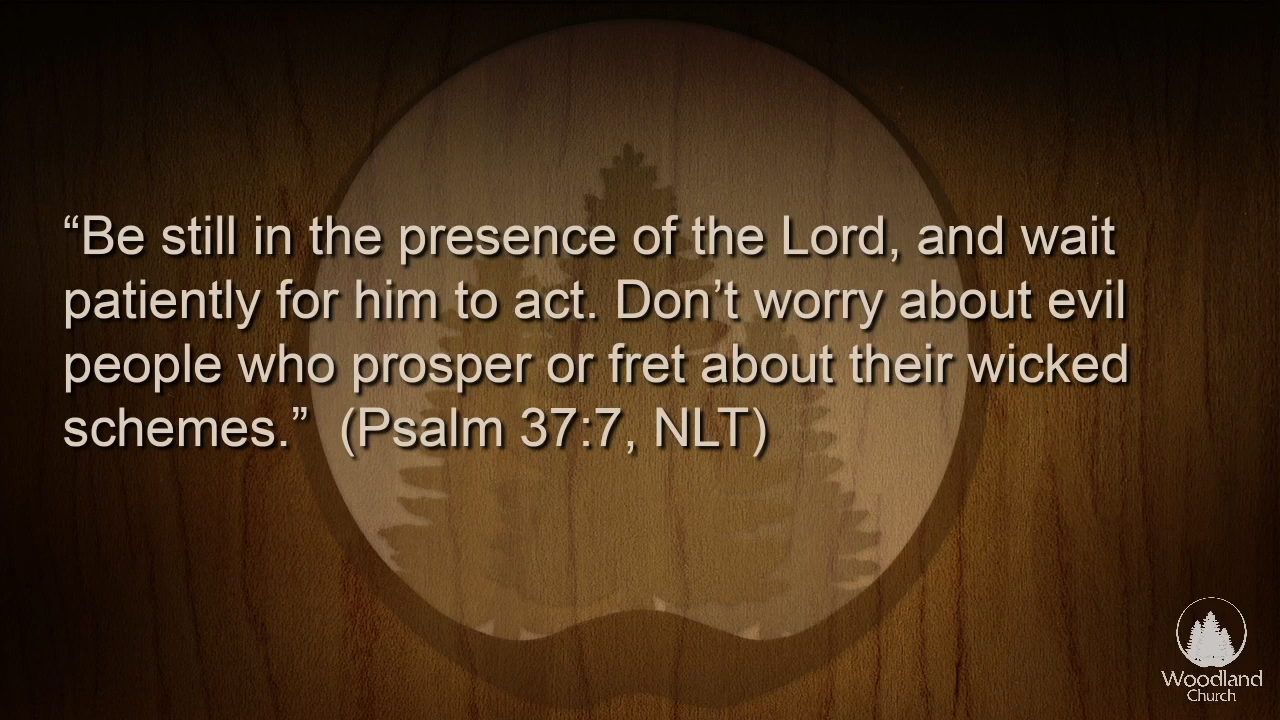 “Be still in the presence of the Lord, and wait
patiently for him to act. Don’t worry about evil
people who prosper or fret about their wicked
schemes.”  (Psalm 37:7, NLT)
Woodland
Church